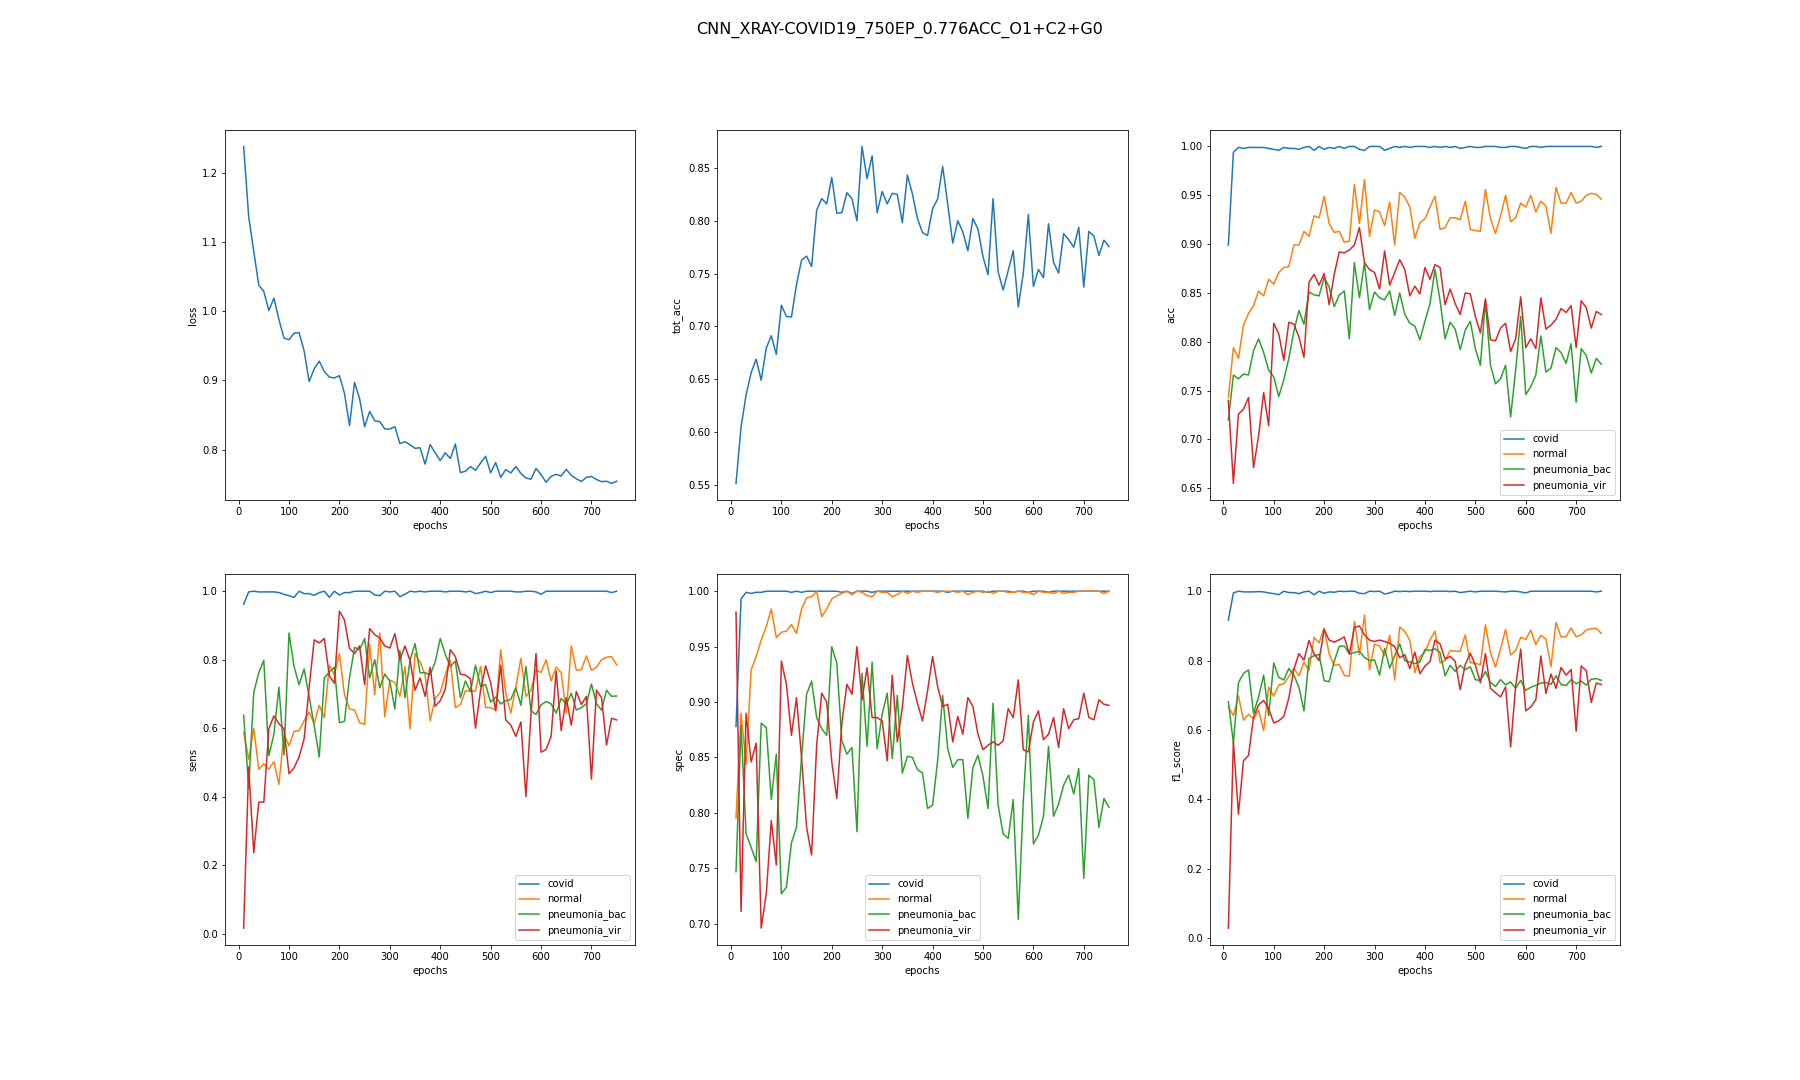 CNN_XRAY-COVID19_750EP_0.776ACC_O1+C2+G0
loss
1.2
1.1
1.0
0.9
0.8
0 100 200 300 400 500 600 700
epochs
tot_acc
0.85
0.80
0.75
0.70
0.65
0.60
0.55
0 100 200 300 400 500 600 700
epochs
acc
1.00
0.95
0.90
0.85
0.80
0.75
0.70
0.65
covid
normal
pneumonia_bac
pneumonia_vir
0 100 200 300 400 500 600 700
epochs
sens
1.0
0.8
0.6
0.4
0.2
0.0
covid
normal
pneumonia_bac
pneumonia_vir
0 100 200 300 400 500 600 700
epochs
spec
1.00
0.95
0.90
0.85
0.80
0.75
0.70
covid
normal
pneumonia_bac
pneumonia_vir
0 100 200 300 400 500 600 700
epochs
f1_score
1.0
0.8
0.6
0.4
0.2
0.0
covid
normal
pneumonia_bac
pneumonia_vir
0 100 200 300 400 500 600 700
epochs